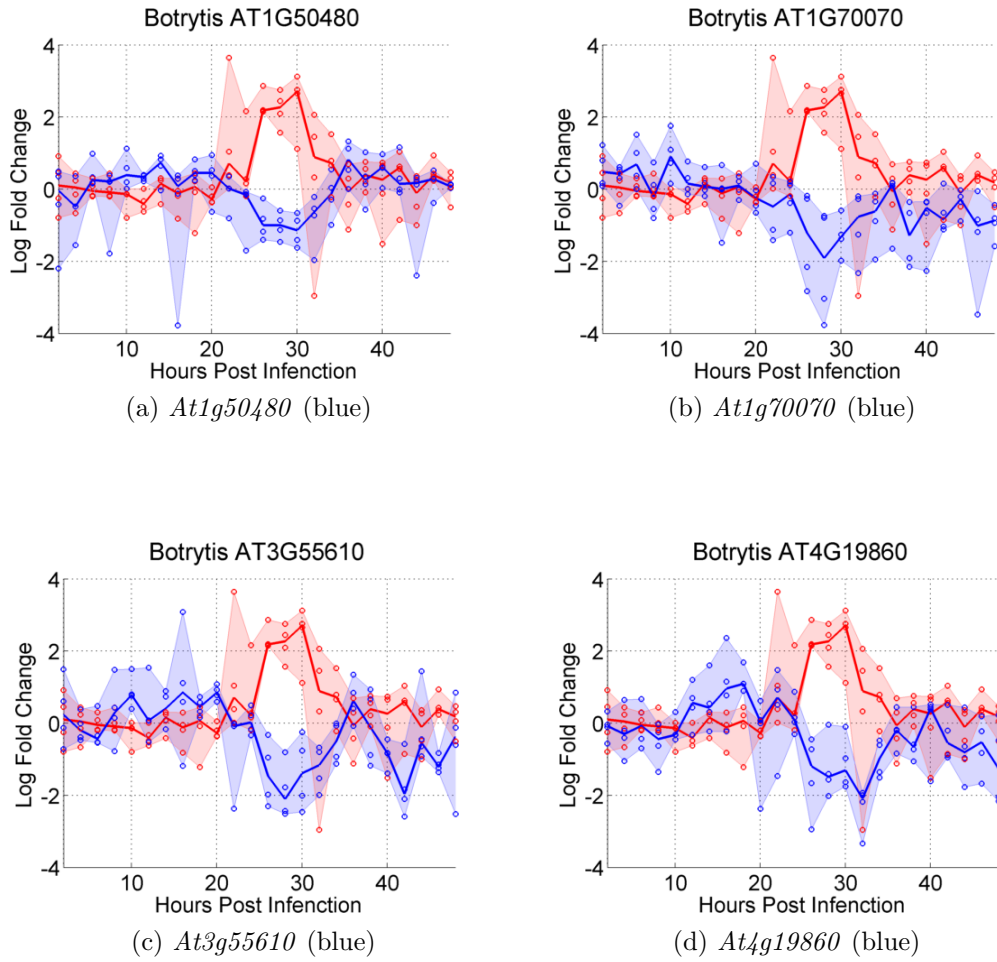 Botrytis AT1G50480
Log Fold Change
4
2
0
-2
-4
10
20
30
40
Hours Post Infenction
(a) At1g50480 (blue)
Botrytis AT1G70070
Log Fold Change
4
2
0
-2
-4
10
20
30
40
Hours Post Infenction
(b) At1g70070 (blue)
Botrytis AT3G55610
Log Fold Change
4
2
0
-2
-4
10
20
30
40
Hours Post Infenction
(c) At3g55610 (blue)
Botrytis AT4G19860
Log Fold Change
4
2
0
-2
-4
10
20
30
40
Hours Post Infenction
(d) At4g19860 (blue)